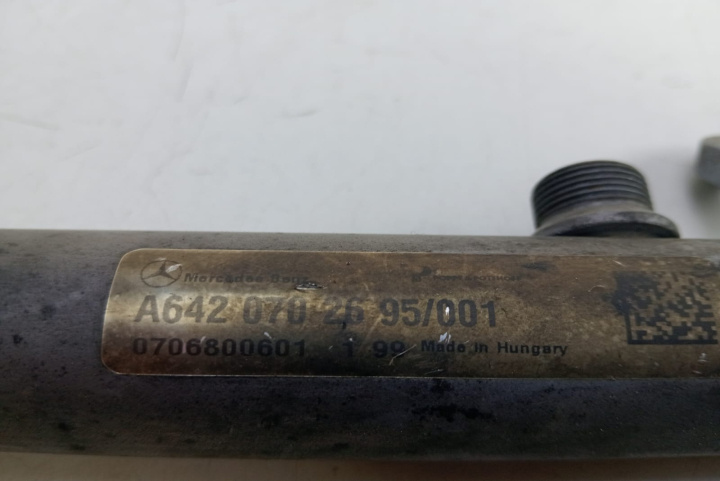 Mercedes-Benz
A642 070 26 95/001
0706800601 1 99 Made in Hungary